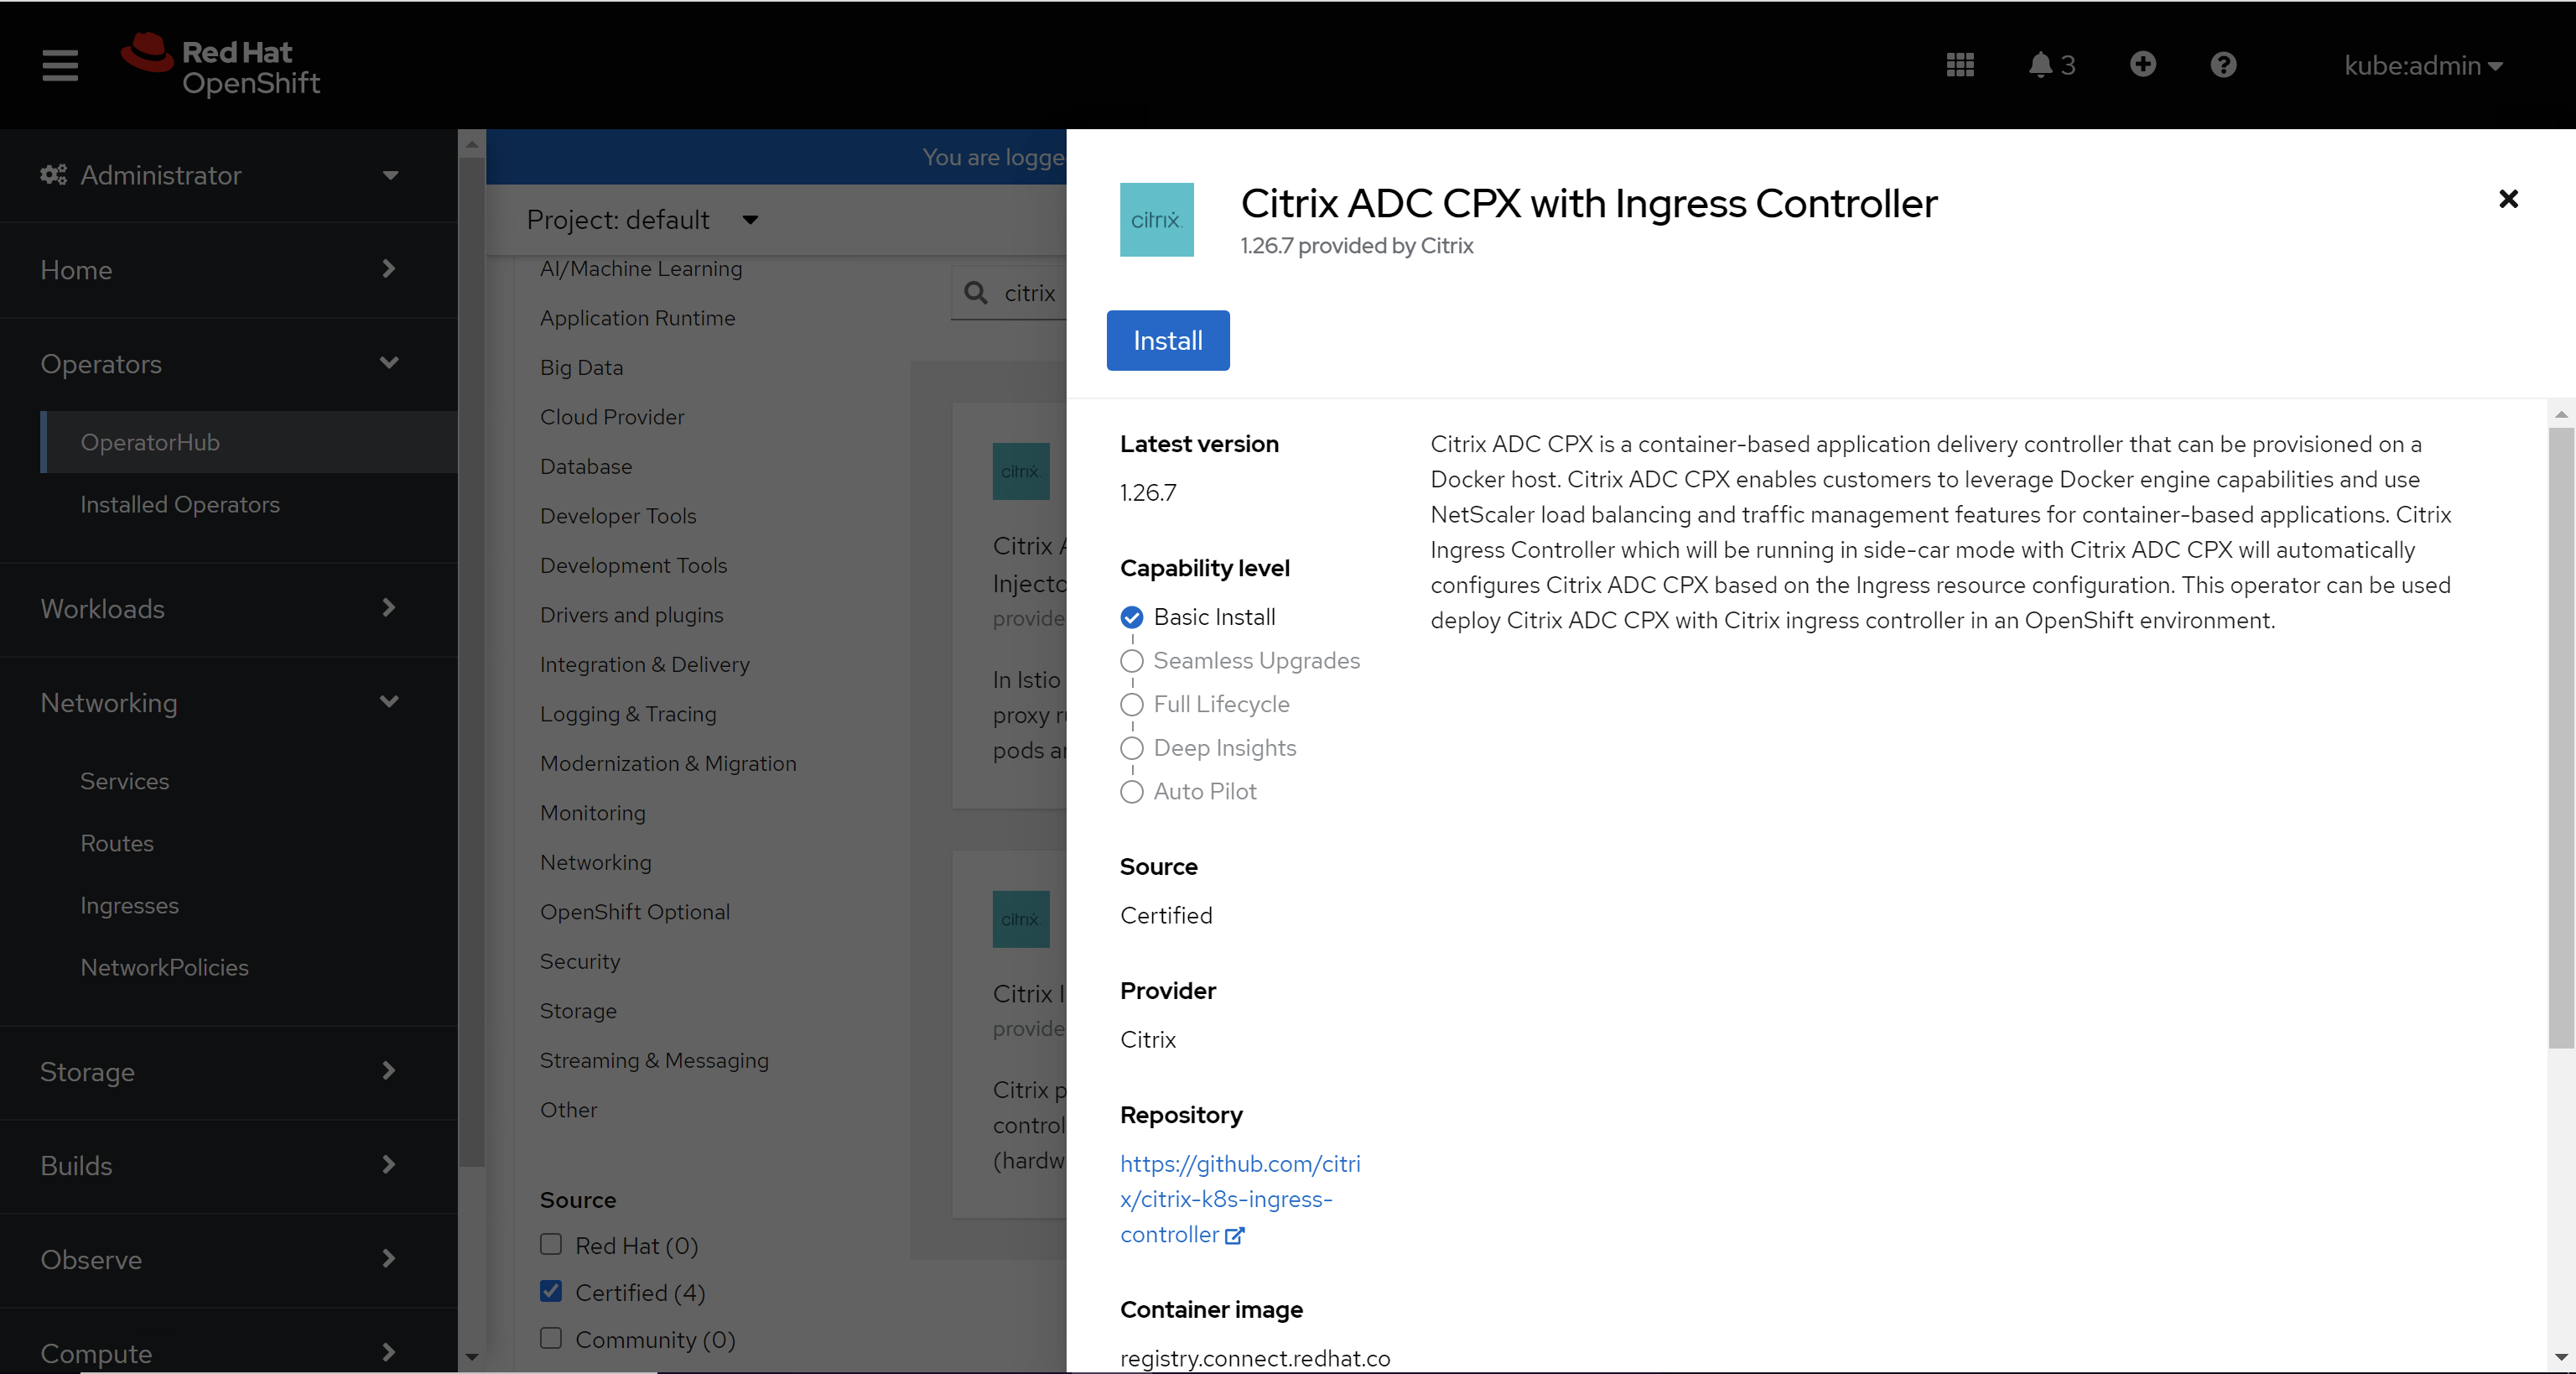 Red Hat
OpenShift
3
kube:admin
Administrator
Home
Operators
OperatorHub
Installed Operators
Workloads
Networking
Services
Routes
Ingresses
NetworkPolicies
Storage
Builds
Observe
Compute
You are logge
Project: default
AI/Machine Learning
Application Runtime
Big Data
Cloud Provider
Database
Developer Tools
Development Tools
Drivers and plugins
Integration & Delivery
Logging & Tracing
Modernization & Migration
Monitoring
Networking
OpenShift Optional
Security
Storage
Streaming & Messaging
Other
Source
Red Hat (0)
Certified (4)
Community (0)
citrix
citrix.
Citrix A
Injecto
provide
In Istio
proxy r
pods a
citrix.
Citrix I
provide
Citrix p
control
(hardw
citrix.
Citrix ADC CPX with Ingress Controller
1.26.7 provided by Citrix
Install
Latest version
1.26.7
Capability level
Basic Install
Seamless Upgrades
Full Lifecycle
Deep Insights
Auto Pilot
Source
Certified
Provider
Citrix
Repository
https://github.com/citri
x/citrix-k8s-ingress-
controller
Container image
registry.connect.redhat.co
Citrix ADC CPX is a container-based application delivery controller that can be provisioned on a
Docker host. Citrix ADC CPX enables customers to leverage Docker engine capabilities and use
NetScaler load balancing and traffic management features for container-based applications. Citrix
Ingress Controller which will be running in side-car mode with Citrix ADC CPX will automatically
configures Citrix ADC CPX based on the Ingress resource configuration. This operator can be used
deploy Citrix ADC CPX with Citrix ingress controller in an OpenShift environment.